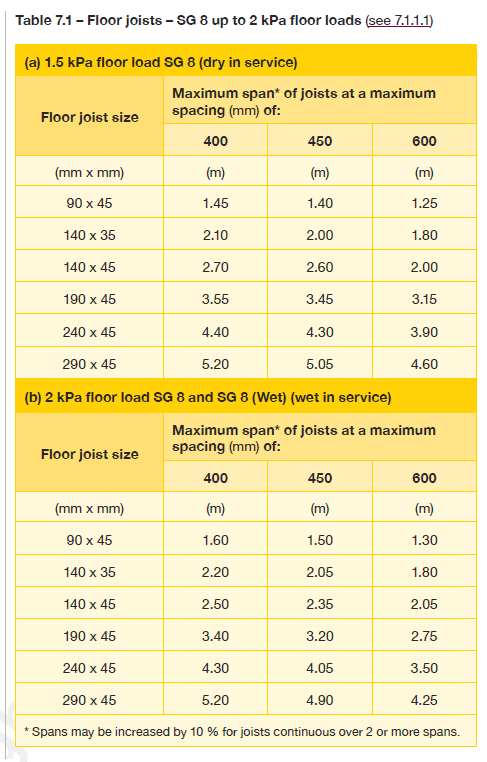 Table 7.1 – Floor joists – SG 8 up to 2 kPa floor loads (see 7.1.1.1)
(a) 1.5 kPa floor load SG 8 (dry in service)
Floor joist size
Maximum span* of joists at a maximum
spacing (mm) of:
400 450 600
(mm x mm) (m) (m) (m)
90 x 45 1.45 1.40 1.25
140 x 35 2.10 2.00 1.80
140 x 45 2.70 2.60 2.00
190 x 45 3.55 3.45 3.15
240 x 45 4.40 4.30 3.90
290 x 45 5.20 5.05 4.60
(b) 2 kPa floor load SG 8 and SG 8 (Wet) (wet in service)
Floor joist size
Maximum span* of joists at a maximum
spacing (mm) of:
400 450 600
(mm x mm) (m) (m) (m)
90 x 45 1.60 1.50 1.30
140 x 35 2.20 2.05 1.80
140 x 45 2.50 2.35 2.05
190 x 45 3.40 3.20 2.75
240 x 45 4.30 4.05 3.50
290 x 45 5.20 4.90 4.25
* Spans may be increased by 10 % for joists continuous over 2 or more spans.